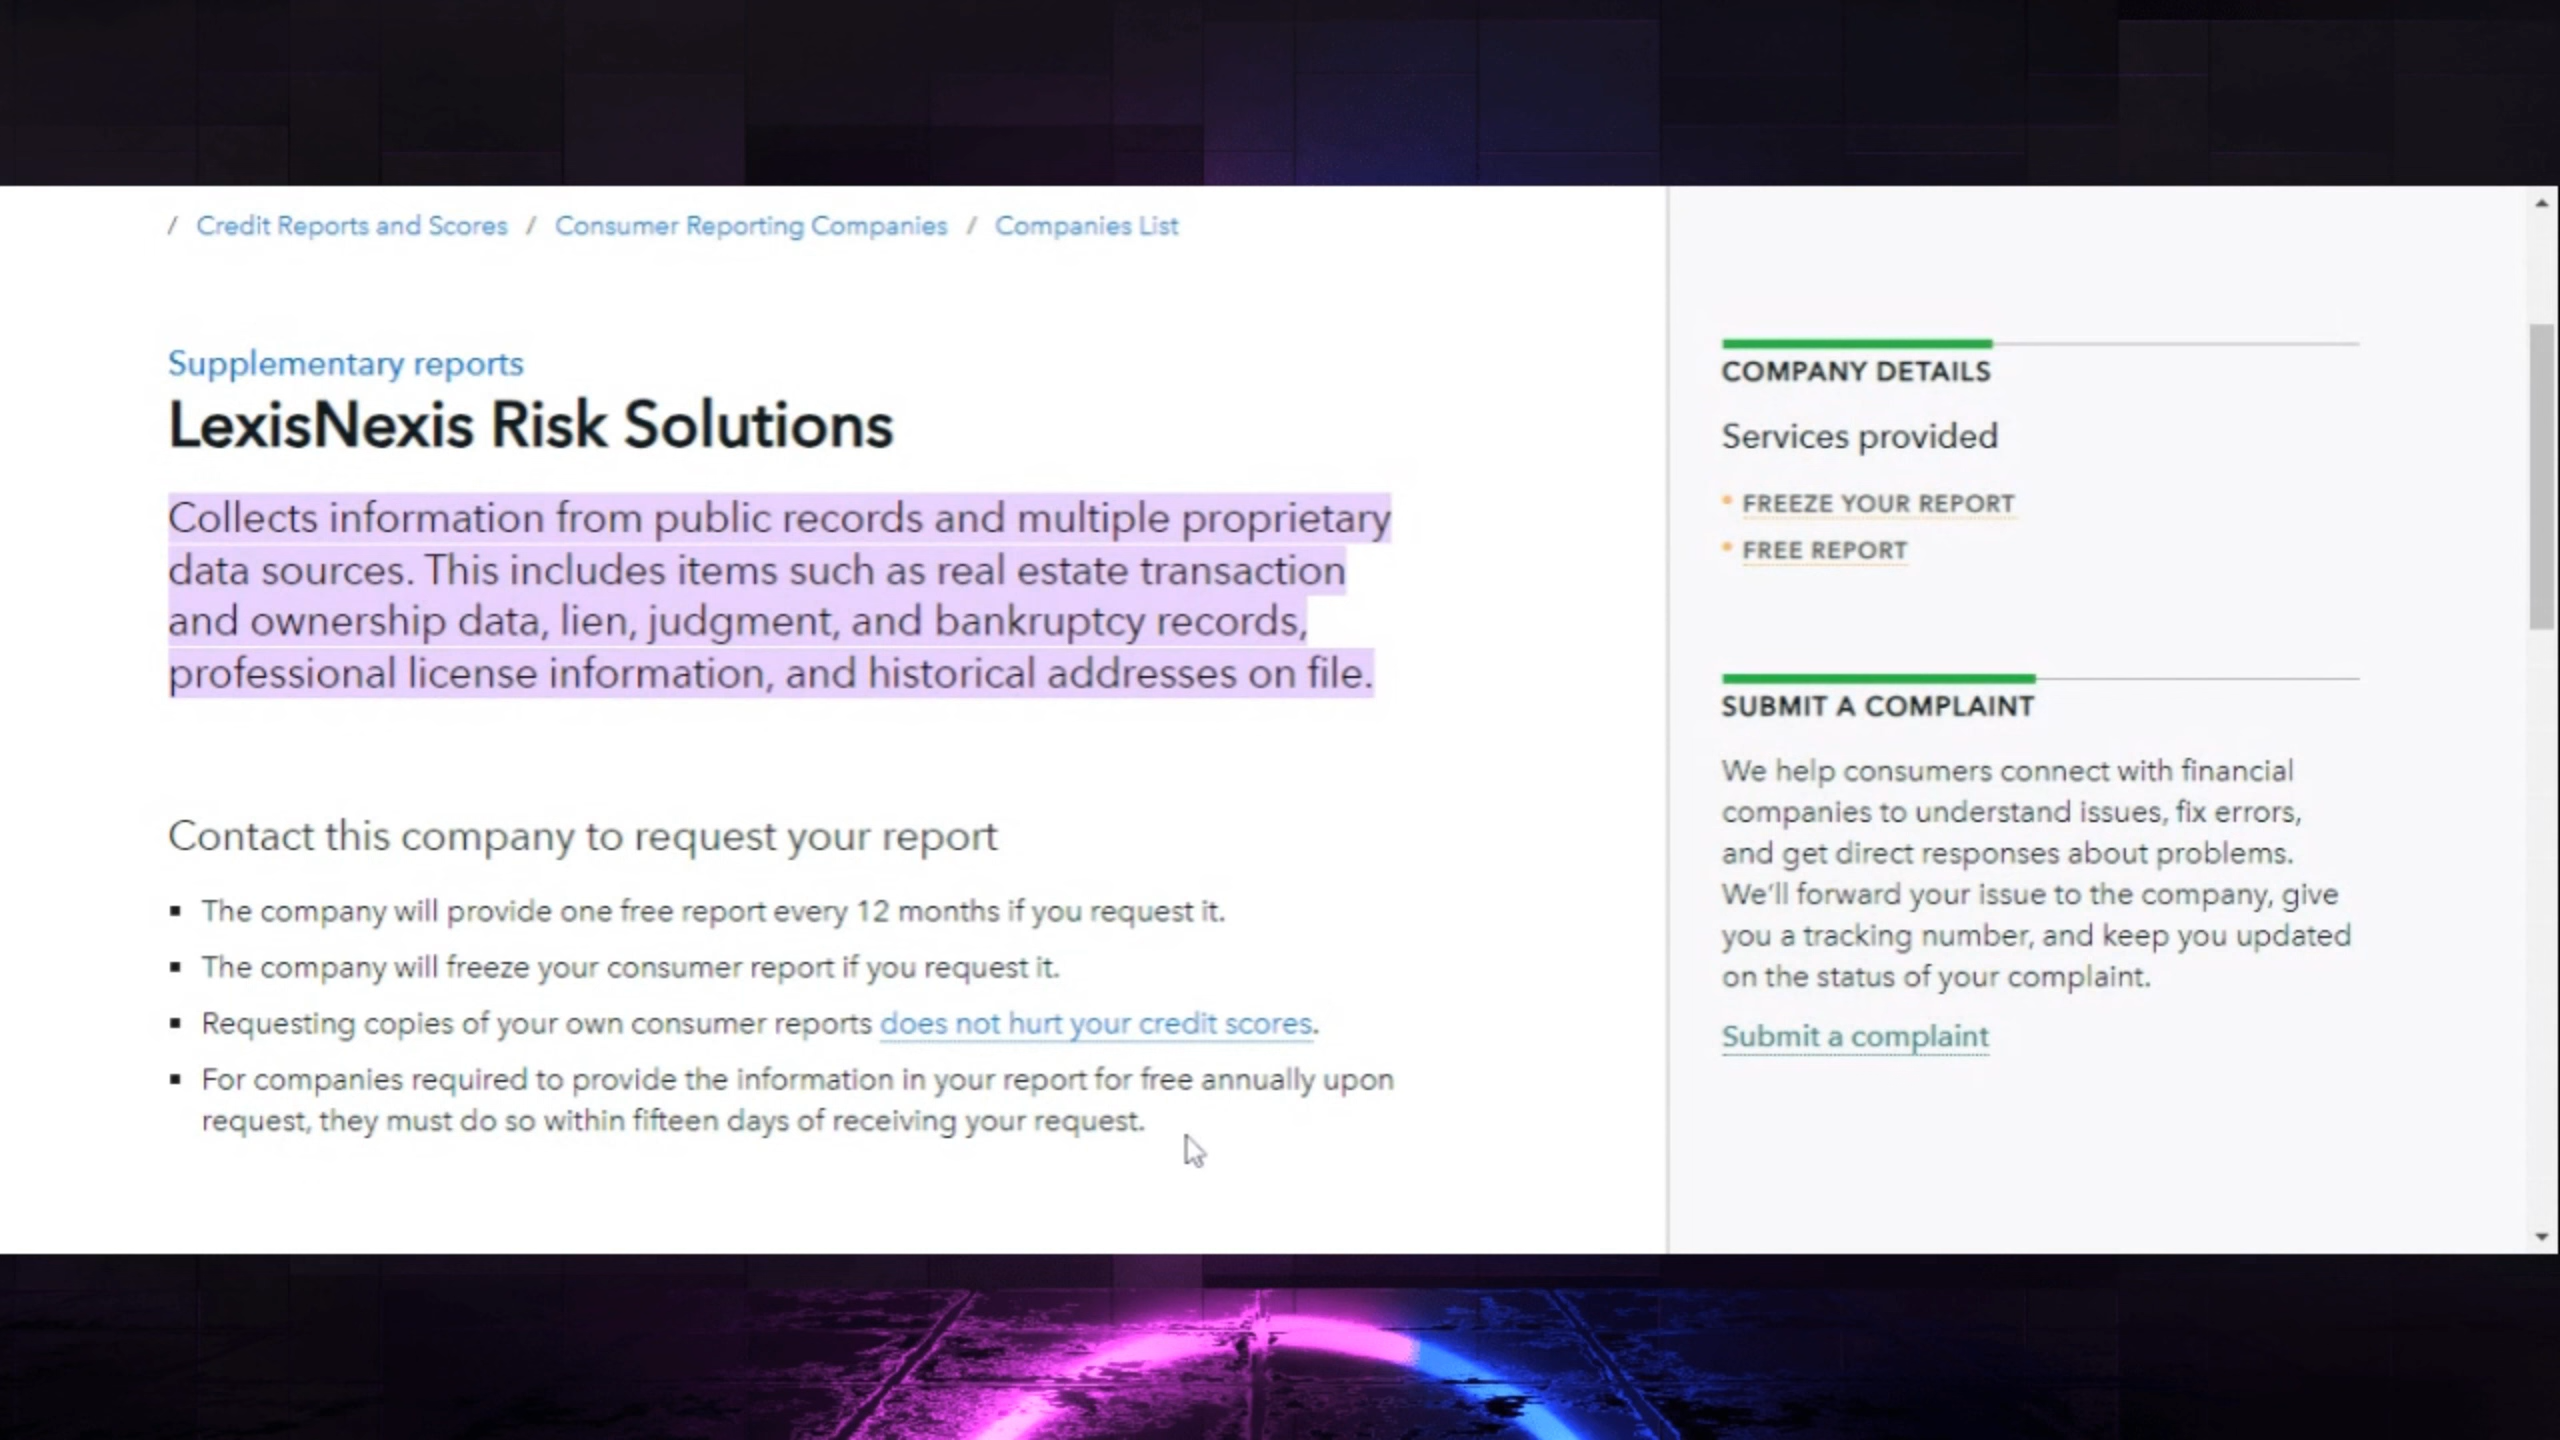 / Credit Reports and Scores / Consumer Reporting Companies / Companies List
Supplementary reports
LexisNexis Risk Solutions
Collects information from public records and multiple proprietary
data sources. This includes items such as real estate transaction
and ownership data, lien, judgment, and bankruptcy records,
professional license information, and historical addresses on file.
Contact this company to request your report
▪ The company will provide one free report every 12 months if you request it.
▪ The company will freeze your consumer report if you request it.
▪ Requesting copies of your own consumer reports does not hurt your credit scores.
▪ For companies required to provide the information in your report for free annually upon
request, they must do so within fifteen days of receiving your request.
COMPANY DETAILS
Services provided
• FREEZE YOUR REPORT
• FREE REPORT
SUBMIT A COMPLAINT
We help consumers connect with financial
companies to understand issues, fix errors,
and get direct responses about problems.
We'll forward your issue to the company, give
you a tracking number, and keep you updated
on the status of your complaint.
Submit a complaint